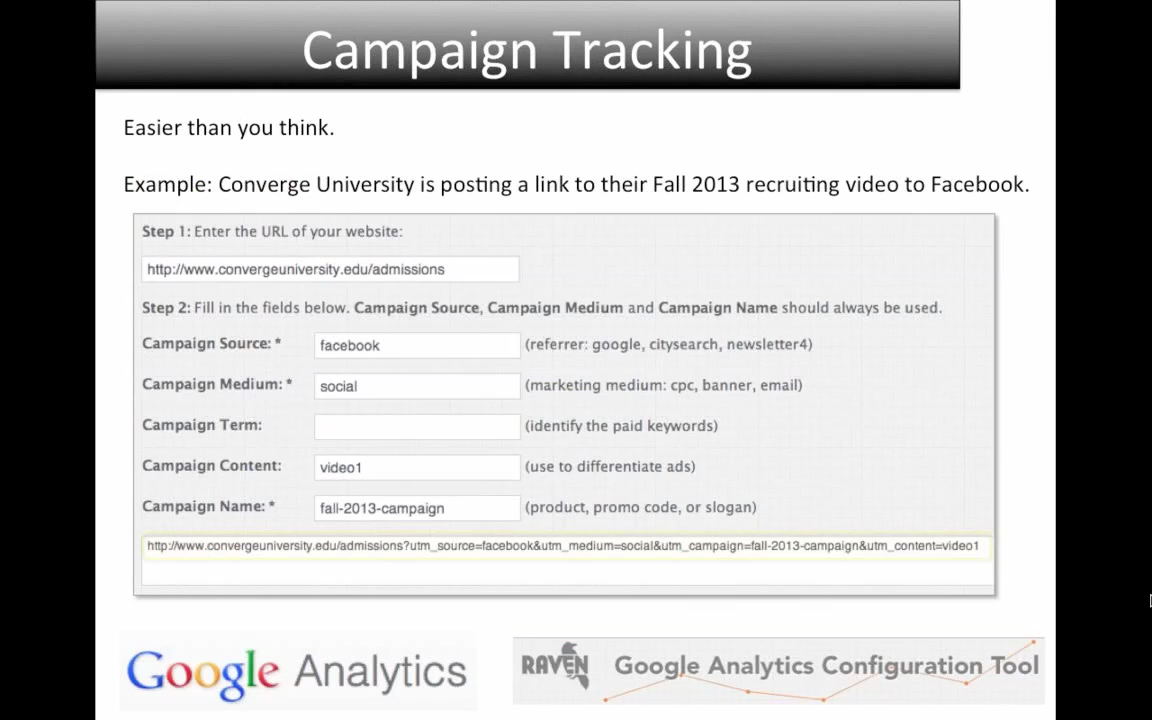 Campaign Tracking
Easier than you think.
Example: Converge University is posting a link to their Fall 2013 recruiting video to Facebook.
Step 1: Enter the URL of your website:
http://www.convergeuniversity.edu/admissions
Step 2: Fill in the fields below. Campaign Source, Campaign Medium and Campaign Name should always be used.
Campaign Source: * facebook (referrer: google, citysearch, newsletter4)
Campaign Medium: * social (marketing medium: cpc, banner, email)
Campaign Term: (identify the paid keywords)
Campaign Content: video1 (use to differentiate ads)
Campaign Name: * fall-2013-campaign (product, promo code, or slogan)
http://www.convergeuniversity.edu/admissions?utm_source=facebook&utm_medium=social&utm_campaign=fall-2013-campaign&utm_content=video1
Google Analytics RAVEN Google Analytics Configuration Tool